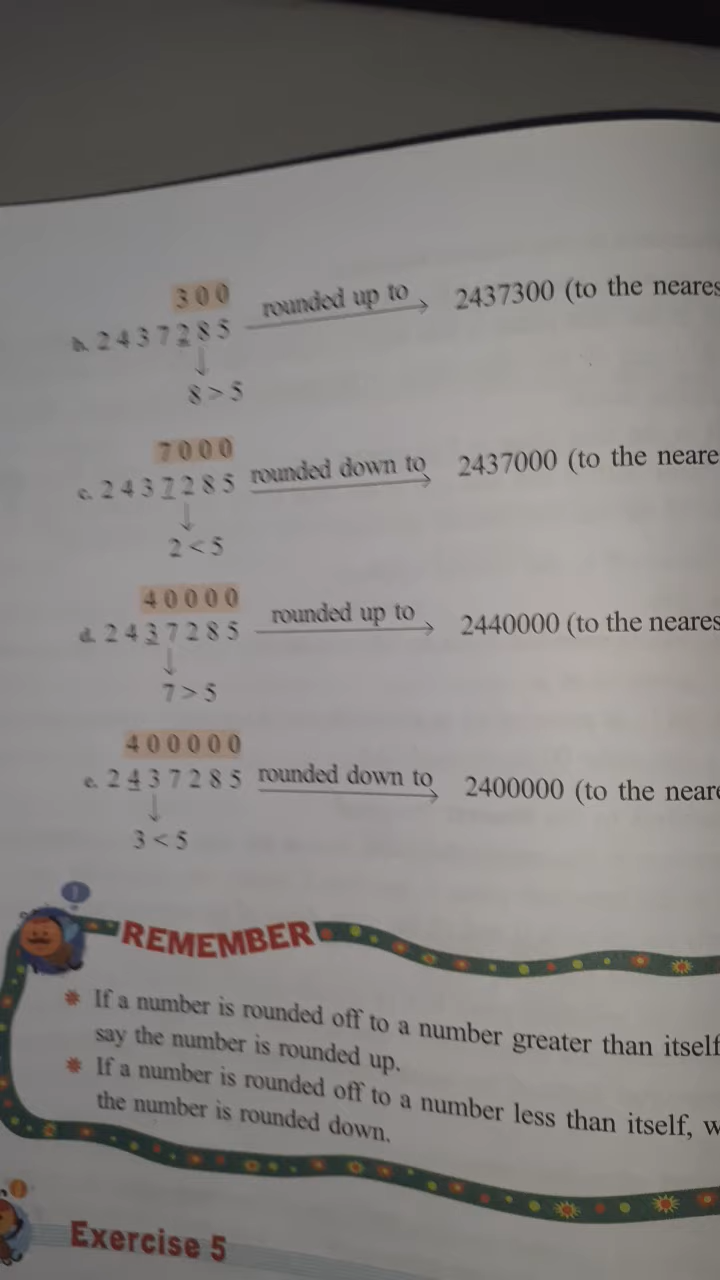 300
b. 2437285 rounded up to 2437300 (to the neares
8 > 5
7000
c. 2437285 rounded down to 2437000 (to the neare
2 < 5
40000
d. 2437285 rounded up to 2440000 (to the neares
7 > 5
400000
e. 2437285 rounded down to 2400000 (to the neare
3 < 5
REMEMBER
If a number is rounded off to a number greater than itself
say the number is rounded up.
If a number is rounded off to a number less than itself, w
the number is rounded down.
Exercise 5